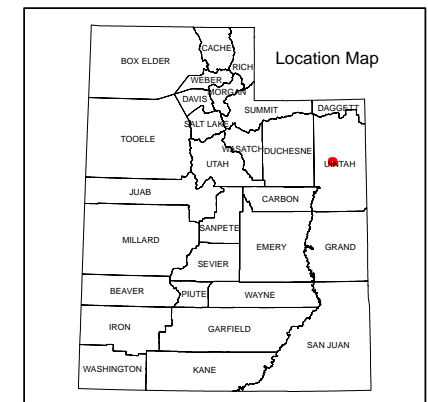 Location Map
CACHE
BOX ELDER
RICH
WEBER
MORGAN
DAVIS
SUMMIT
DAGGETT
SALT LAKE
TOOELE
WASATCH
DUCHESNE
UTAH
UINTAH
JUAB
CARBON
SANPETE
MILLARD
EMERY
GRAND
SEVIER
BEAVER
PIUTE
WAYNE
IRON
GARFIELD
SAN JUAN
WASHINGTON
KANE